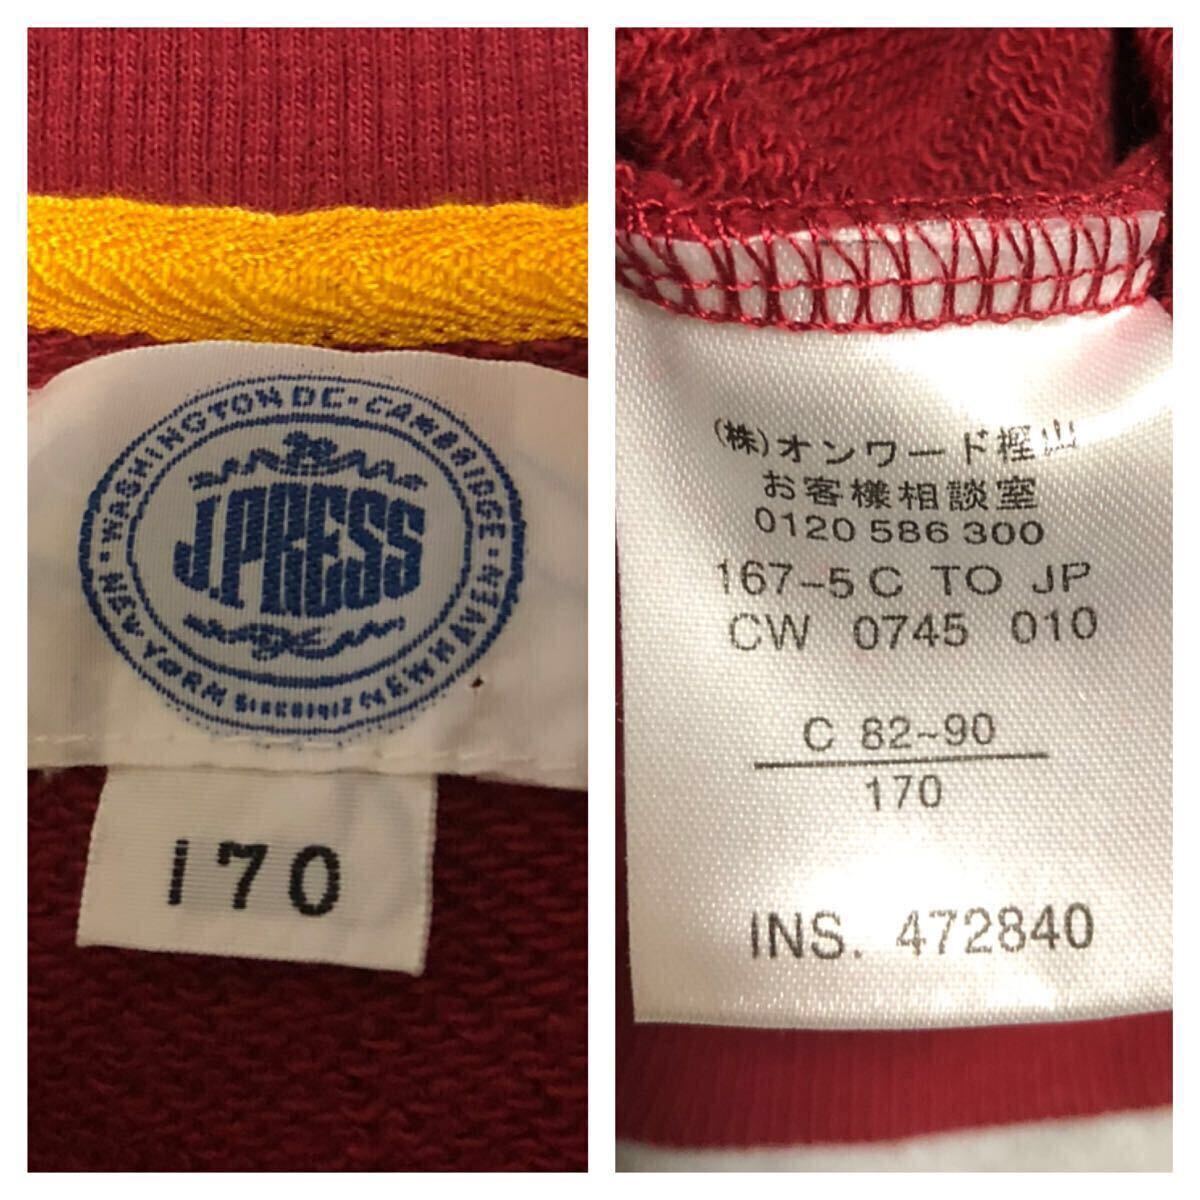 WASHINGTON DC · CAMBRIDGE · NEW HAVEN · NEW YORK
J.PRESS
SINCE 1912
170
(株)オンワード樫山
お客様相談室
0120 586 300
167-5C TO JP
CW 0745 010
C 82~90
170
INS. 472840